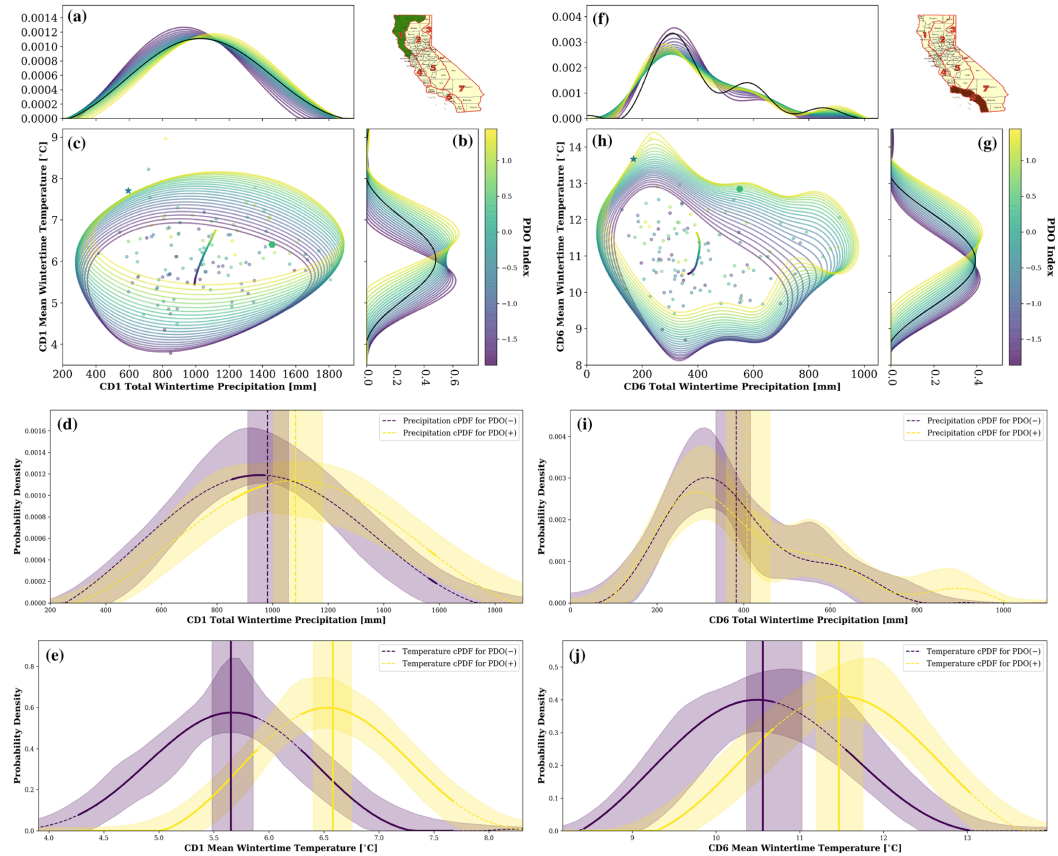 (a)
0.0014
0.0012
0.0010
0.0008
0.0006
0.0004
0.0002
0.0000
(f)
0.004
0.003
0.002
0.001
0.000
(c)
CD1 Mean Wintertime Temperature [°C]
9
8
7
6
5
4
200 400 600 800 1000 1200 1400 1600 1800
CD1 Total Wintertime Precipitation [mm]
(b)
0.0 0.2 0.4 0.6
1.0
0.5
0.0
−0.5
−1.0
−1.5
PDO Index
(h)
CD6 Mean Wintertime Temperature [°C]
14
13
12
11
10
9
8
0 200 400 600 800 1000
CD6 Total Wintertime Precipitation [mm]
(g)
0.0 0.2 0.4
1.0
0.5
0.0
−0.5
−1.0
−1.5
PDO Index
(d)
Precipitation cPDF for PDO(−)
Precipitation cPDF for PDO(+)
Probability Density
0.0016
0.0014
0.0012
0.0010
0.0008
0.0006
0.0004
0.0002
0.0000
200 400 600 800 1000 1200 1400 1600 1800
CD1 Total Wintertime Precipitation [mm]
(i)
Precipitation cPDF for PDO(−)
Precipitation cPDF for PDO(+)
Probability Density
0.004
0.003
0.002
0.001
0.000
0 200 400 600 800 1000
CD6 Total Wintertime Precipitation [mm]
(e)
Temperature cPDF for PDO(−)
Temperature cPDF for PDO(+)
Probability Density
0.8
0.6
0.4
0.2
0.0
4.0 4.5 5.0 5.5 6.0 6.5 7.0 7.5 8.0
CD1 Mean Wintertime Temperature [°C]
(j)
Temperature cPDF for PDO(−)
Temperature cPDF for PDO(+)
Probability Density
0.5
0.4
0.3
0.2
0.1
0.0
9 10 11 12 13
CD6 Mean Wintertime Temperature [°C]